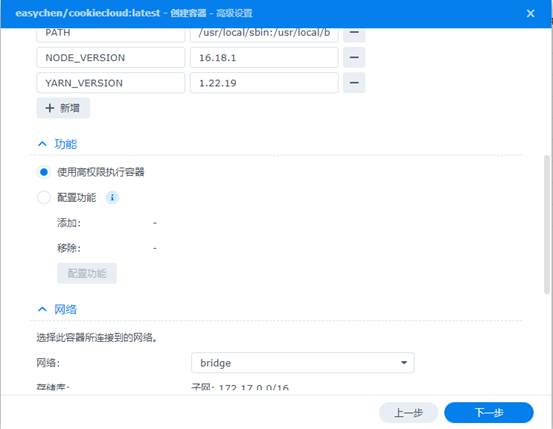 easychen/cookiecloud:latest - 创建容器 - 高级设置
PATH /usr/local/sbin:/usr/local/b
NODE_VERSION 16.18.1
YARN_VERSION 1.22.19
新增
功能
使用高权限执行容器
配置功能
添加: -
移除: -
配置功能
网络
选择此容器所连接到的网络。
网络: bridge
存储库: 子网: 172.17.0.0/16
上一步 下一步